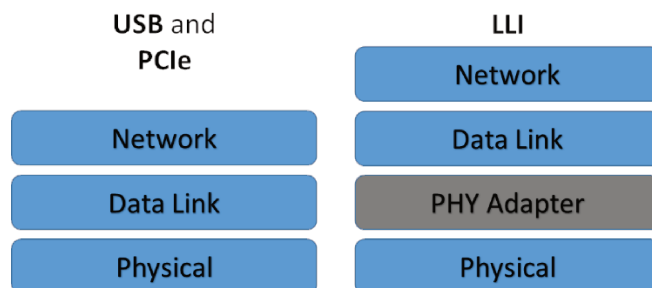 USB and
PCIe
Network
Data Link
Physical
LLI
Network
Data Link
PHY Adapter
Physical